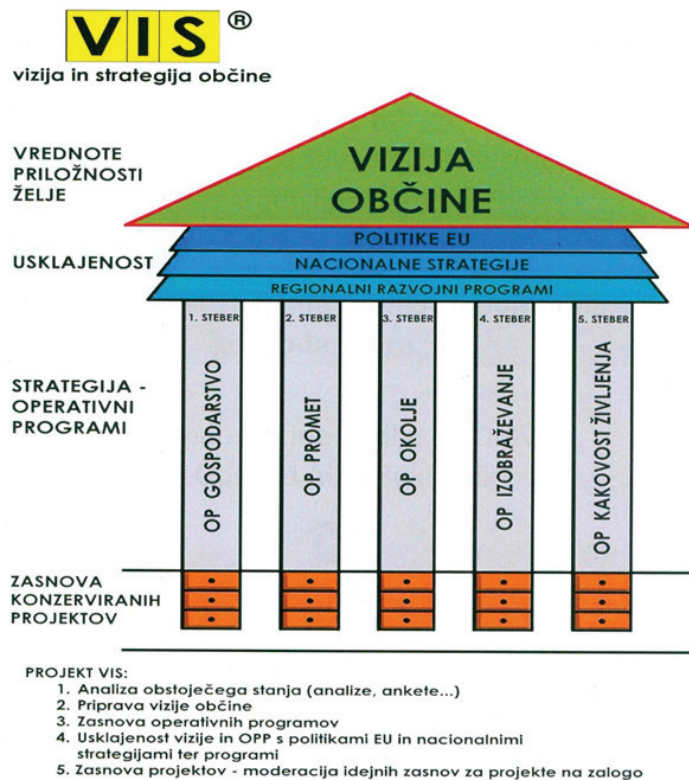 VIS ®
vizija in strategija občine
VREDNOTE
PRILOŽNOSTI
ŽELJE
VIZIJA
OBČINE
USKLAJENOST
POLITIKE EU
NACIONALNE STRATEGIJE
REGIONALNI RAZVOJNI PROGRAMI
1. STEBER
2. STEBER
3. STEBER
4. STEBER
5. STEBER
STRATEGIJA -
OPERATIVNI
PROGRAMI
OP GOSPODARSTVO
OP PROMET
OP OKOLJE
OP IZOBRAŽEVANJE
OP KAKOVOST ŽIVLJENJA
ZASNOVA
KONZERVIRANIH
PROJEKTOV
PROJEKT VIS:
1. Analiza obstoječega stanja (analize, ankete...)
2. Priprava vizije občine
3. Zasnova operativnih programov
4. Usklajenost vizije in OPP s politikami EU in nacionalnimi
strategijami ter programi
5. Zasnova projektov - moderacija idejnih zasnov za projekte na zalogo